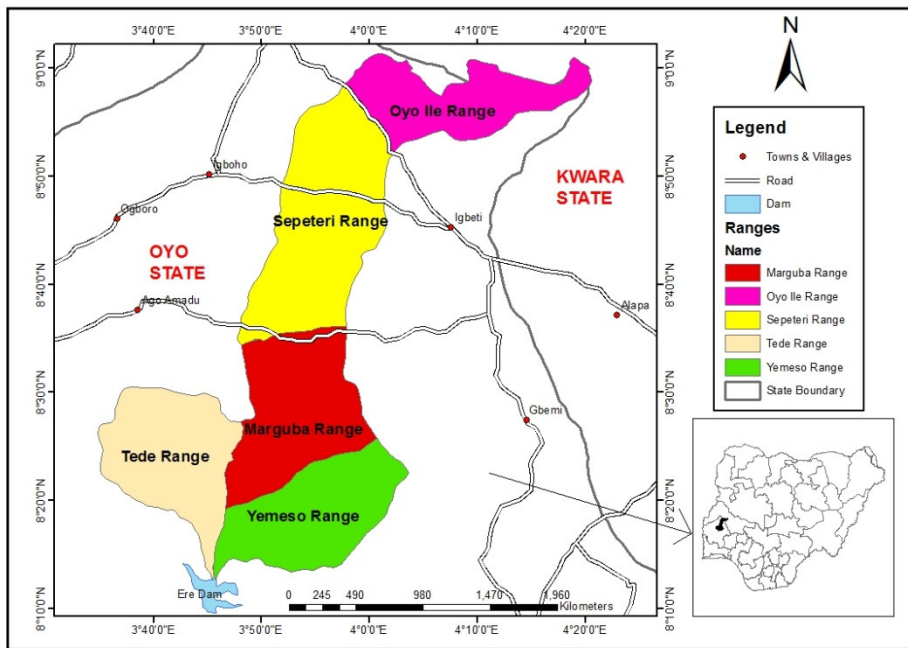 3°40'0"E
3°50'0"E
4°0'0"E
4°10'0"E
4°20'0"E
N
9°0'0"N
9°0'0"N
8°50'0"N
8°50'0"N
8°40'0"N
8°40'0"N
8°30'0"N
8°30'0"N
8°20'0"N
8°20'0"N
8°10'0"N
8°10'0"N
Oyo Ile Range
Igboho
KWARA
STATE
Ogboro
Sepeteri Range
Igbeti
OYO
STATE
Ago Amadu
Alapa
Gbemi
Marguba Range
Tede Range
Yemeso Range
Ere Dam
0 245 490 980 1,470 1,960
Kilometers
3°40'0"E
3°50'0"E
4°0'0"E
4°10'0"E
4°20'0"E
Legend
Towns & Villages
Road
Dam
Ranges
Name
Marguba Range
Oyo Ile Range
Sepeteri Range
Tede Range
Yemeso Range
State Boundary